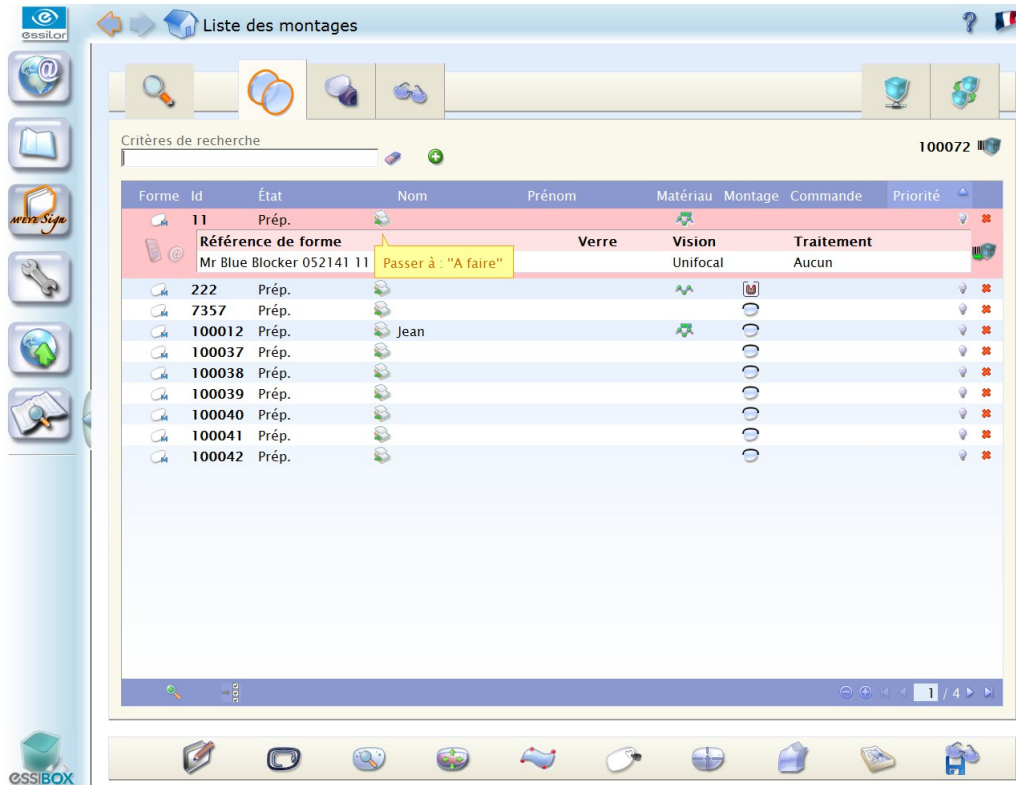 essilor
Liste des montages
Critères de recherche
100072
Forme Id État Nom Prénom Matériau Montage Commande Priorité
11 Prép.
Référence de forme Verre Vision Traitement
Mr Blue Blocker 052141 11 Passer à : "A faire" Unifocal Aucun
222 Prép.
7357 Prép.
100012 Prép. Jean
100037 Prép.
100038 Prép.
100039 Prép.
100040 Prép.
100041 Prép.
100042 Prép.
M'EYE Sign
1 / 4
essiBOX